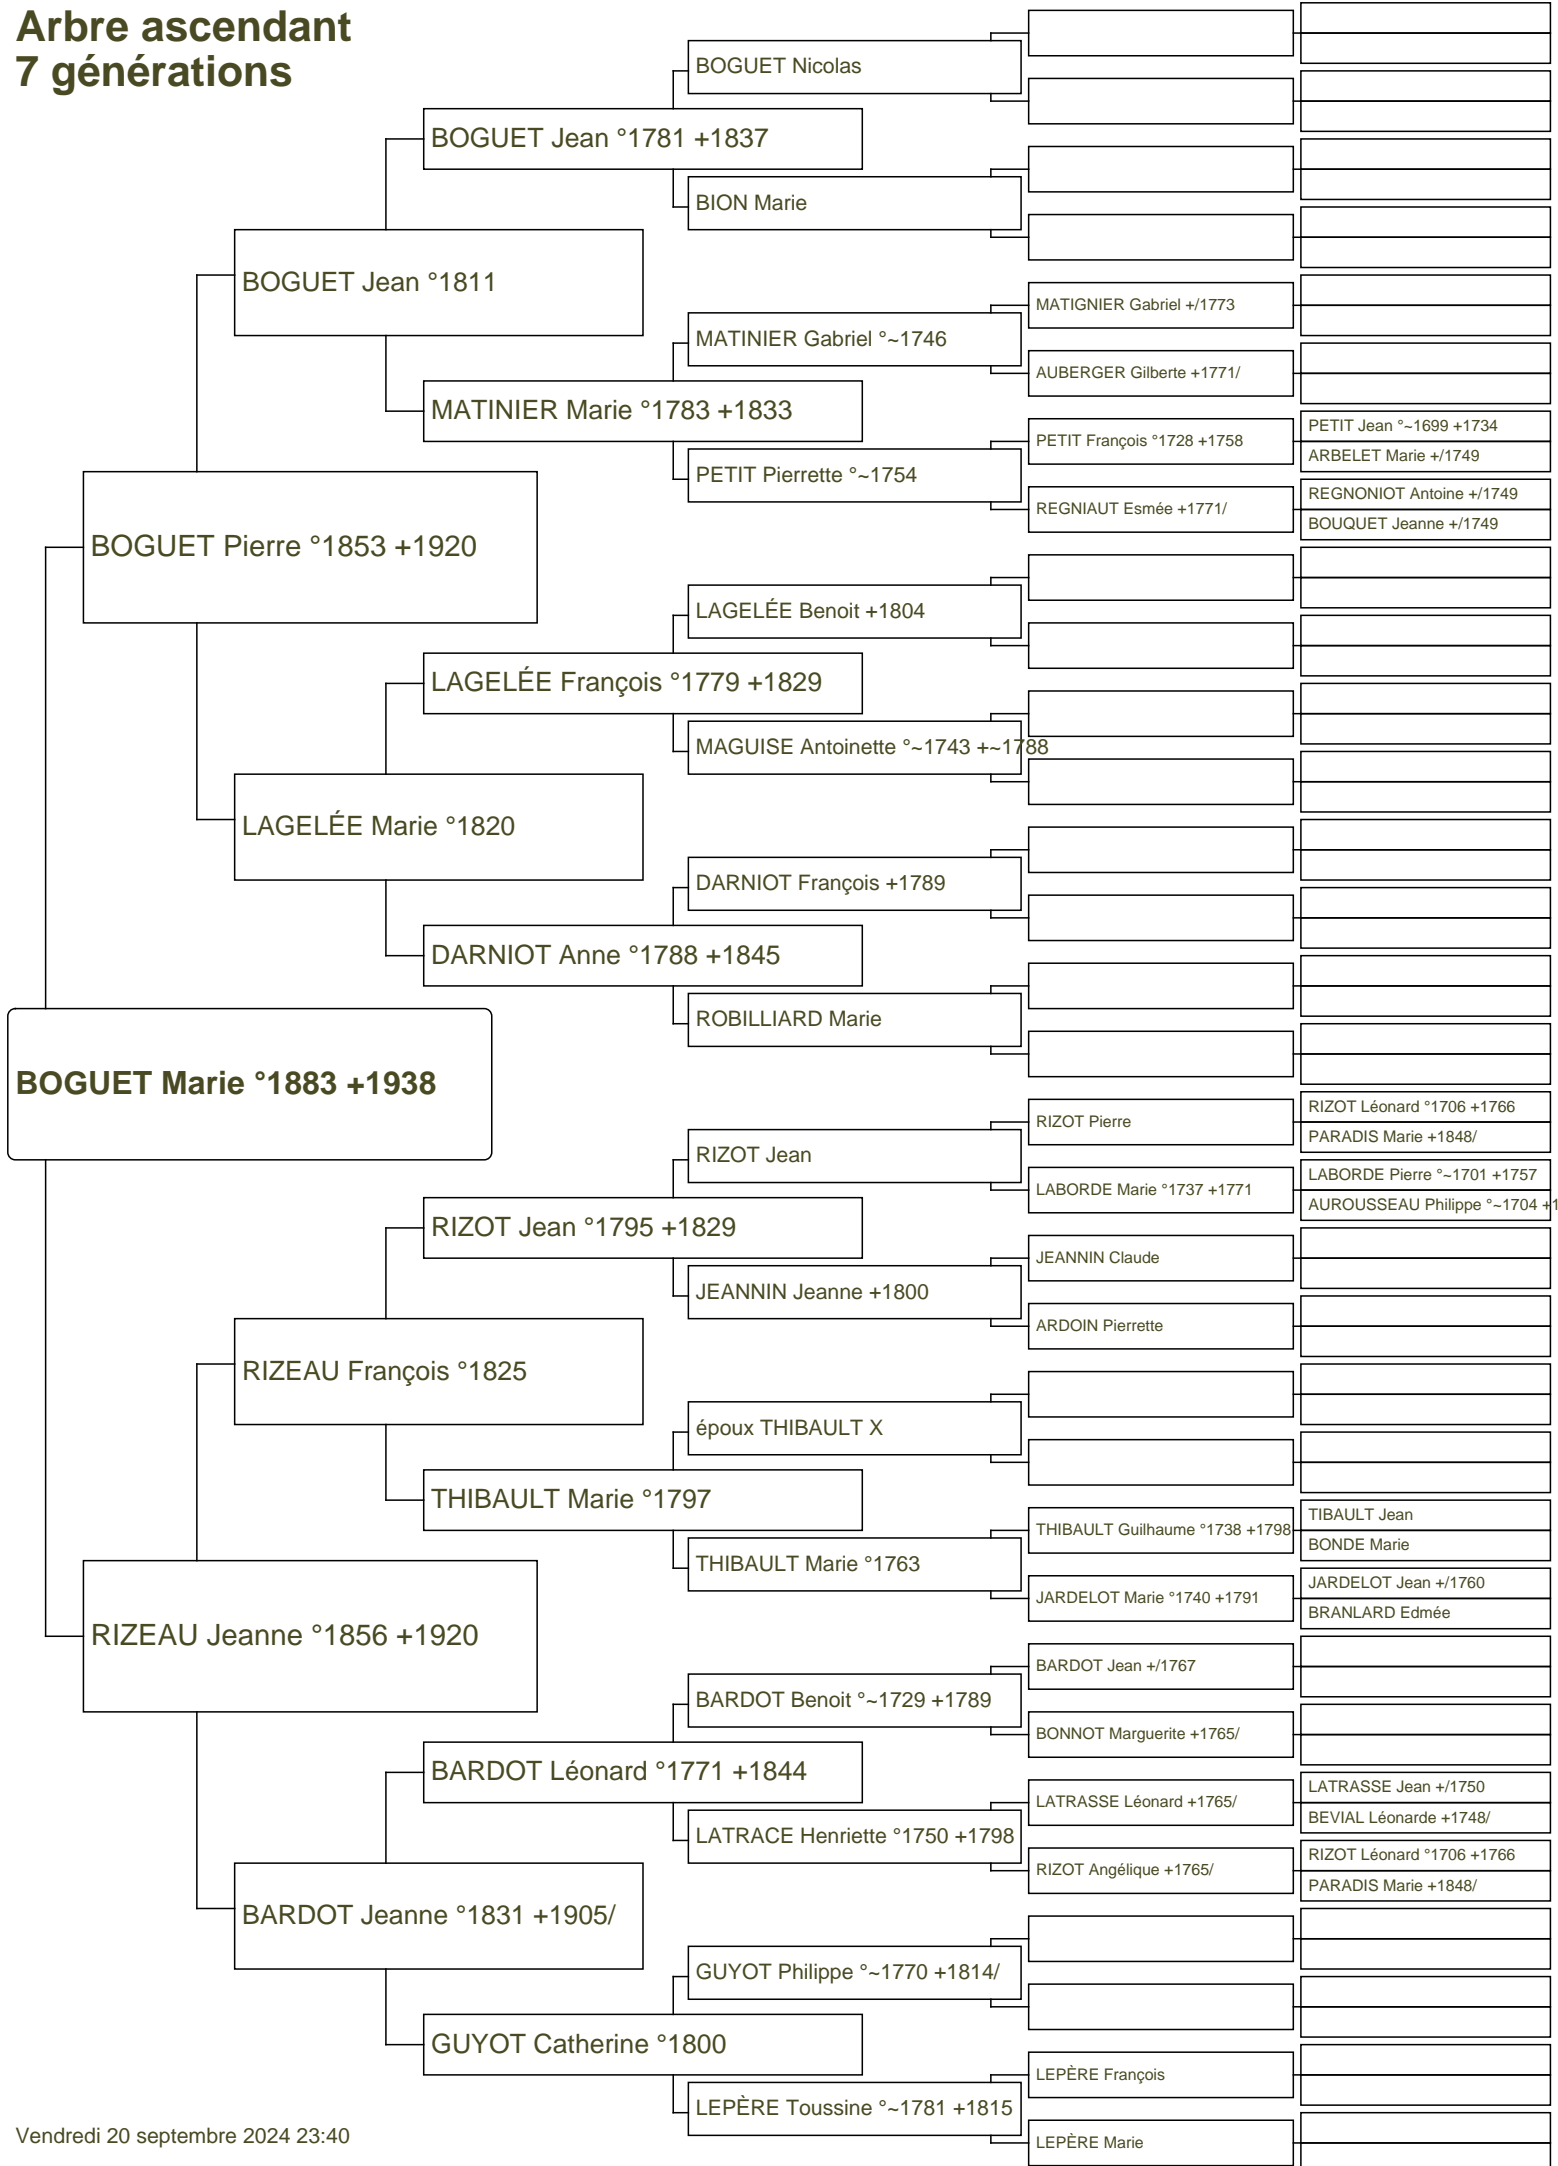 Arbre ascendant
7 générations
BOGUET Nicolas
BOGUET Jean °1781 +1837
BION Marie
BOGUET Jean °1811
MATIGNIER Gabriel +/1773
MATINIER Gabriel °~1746
AUBERGER Gilberte +1771/
MATINIER Marie °1783 +1833
PETIT Jean °~1699 +1734
PETIT François °1728 +1758
ARBELET Marie +/1749
PETIT Pierrette °~1754
REGNONIOT Antoine +/1749
REGNIAUT Esmée +1771/
BOUQUET Jeanne +/1749
BOGUET Pierre °1853 +1920
LAGELÉE Benoit +1804
LAGELÉE François °1779 +1829
MAGUISE Antoinette °~1743 +~1788
LAGELÉE Marie °1820
DARNIOT François +1789
DARNIOT Anne °1788 +1845
ROBILLIARD Marie
BOGUET Marie °1883 +1938
RIZOT Léonard °1706 +1766
RIZOT Pierre
PARADIS Marie +1848/
RIZOT Jean
LABORDE Pierre °~1701 +1757
LABORDE Marie °1737 +1771
AUROUSSEAU Philippe °~1704 +1
RIZOT Jean °1795 +1829
JEANNIN Claude
JEANNIN Jeanne +1800
ARDOIN Pierrette
RIZEAU François °1825
époux THIBAULT X
THIBAULT Marie °1797
TIBAULT Jean
THIBAULT Guilhaume °1738 +1798
BONDE Marie
THIBAULT Marie °1763
JARDELOT Jean +/1760
JARDELOT Marie °1740 +1791
BRANLARD Edmée
RIZEAU Jeanne °1856 +1920
BARDOT Jean +/1767
BARDOT Benoit °~1729 +1789
BONNOT Marguerite +1765/
BARDOT Léonard °1771 +1844
LATRASSE Jean +/1750
LATRASSE Léonard +1765/
BEVIAL Léonarde +1748/
LATRACE Henriette °1750 +1798
RIZOT Léonard °1706 +1766
RIZOT Angélique +1765/
PARADIS Marie +1848/
BARDOT Jeanne °1831 +1905/
GUYOT Philippe °~1770 +1814/
GUYOT Catherine °1800
LEPÈRE François
LEPÈRE Toussine °~1781 +1815
LEPÈRE Marie
Vendredi 20 septembre 2024 23:40